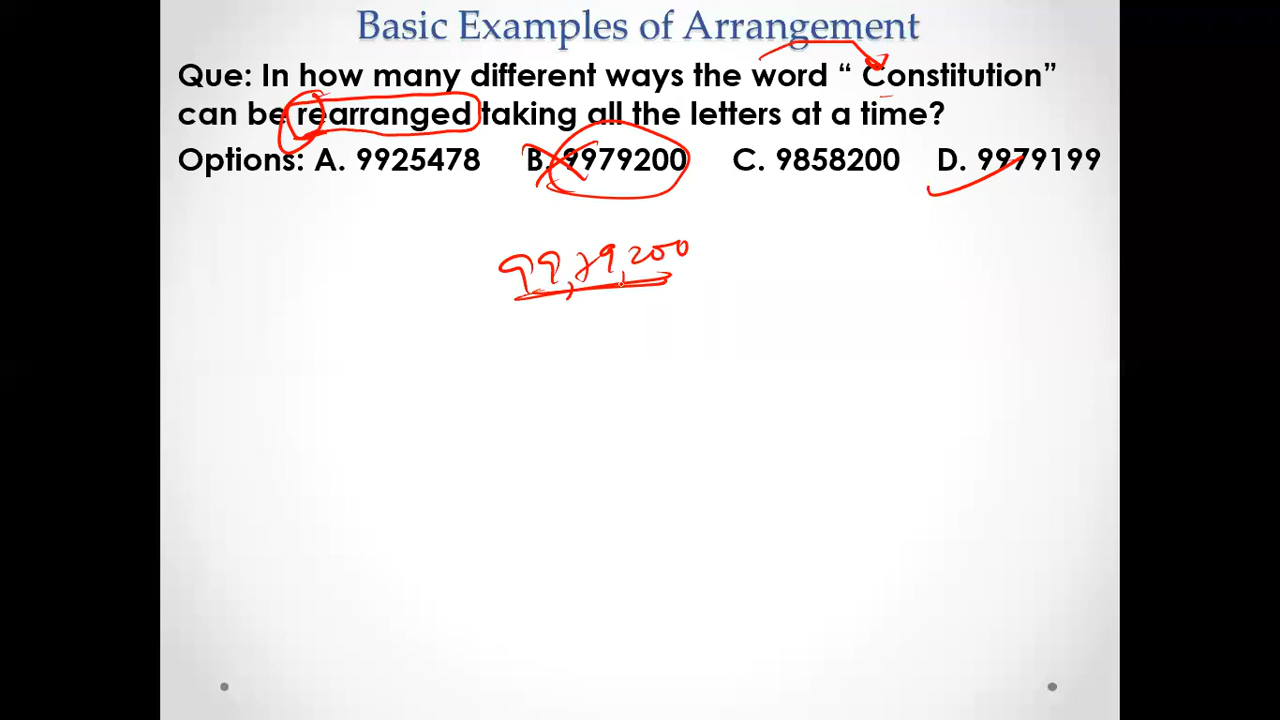 Basic Examples of Arrangement
Que: In how many different ways the word “ Constitution”
can be rearranged taking all the letters at a time?
Options: A. 9925478 B. 9979200 C. 9858200 D. 9979199
99,79,200